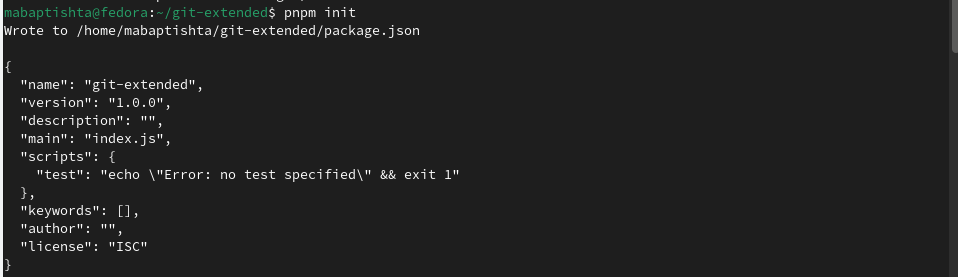 mabaptishta@fedora:~/git-extended$ pnpm init
Wrote to /home/mabaptishta/git-extended/package.json

{
  "name": "git-extended",
  "version": "1.0.0",
  "description": "",
  "main": "index.js",
  "scripts": {
    "test": "echo \"Error: no test specified\" && exit 1"
  },
  "keywords": [],
  "author": "",
  "license": "ISC"
}